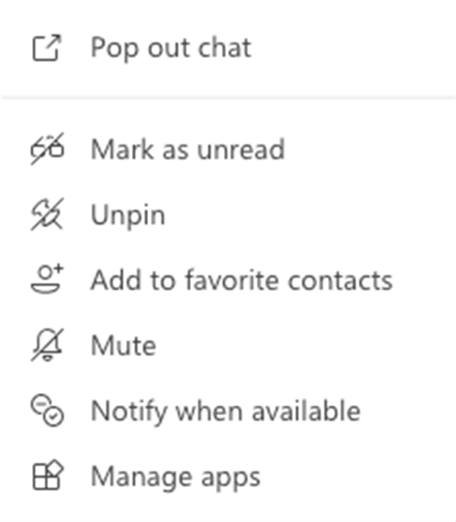 Pop out chat
Mark as unread
Unpin
Add to favorite contacts
Mute
Notify when available
Manage apps